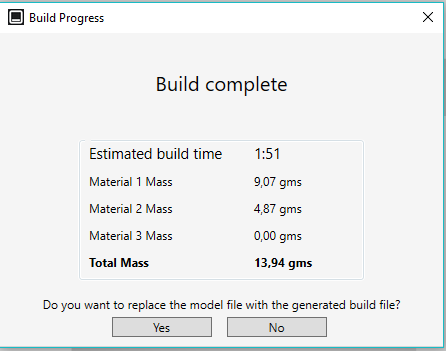 Build Progress
Build complete
Estimated build time 1:51
Material 1 Mass 9,07 gms
Material 2 Mass 4,87 gms
Material 3 Mass 0,00 gms
Total Mass 13,94 gms
Do you want to replace the model file with the generated build file?
Yes No